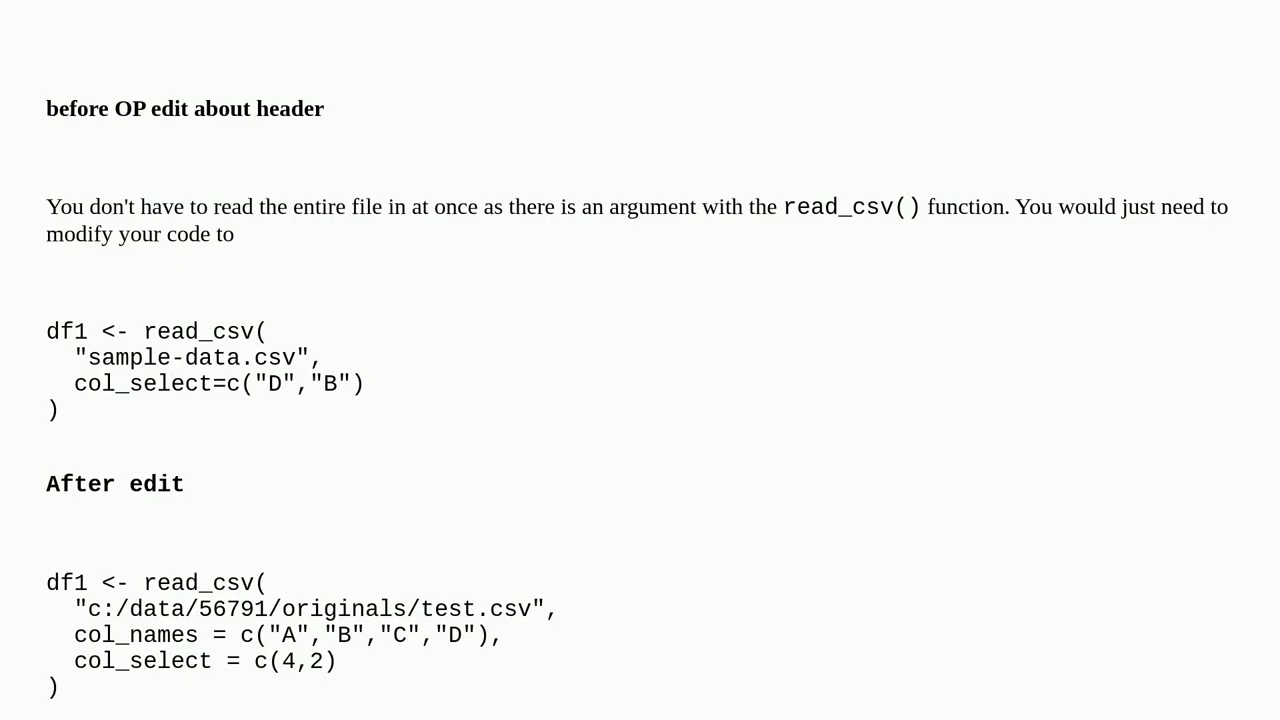 before OP edit about header
You don't have to read the entire file in at once as there is an argument with the read_csv() function. You would just need to
modify your code to
df1 <- read_csv(
  "sample-data.csv",
  col_select=c("D","B")
)
After edit
df1 <- read_csv(
  "c:/data/56791/originals/test.csv",
  col_names = c("A","B","C","D"),
  col_select = c(4,2)
)